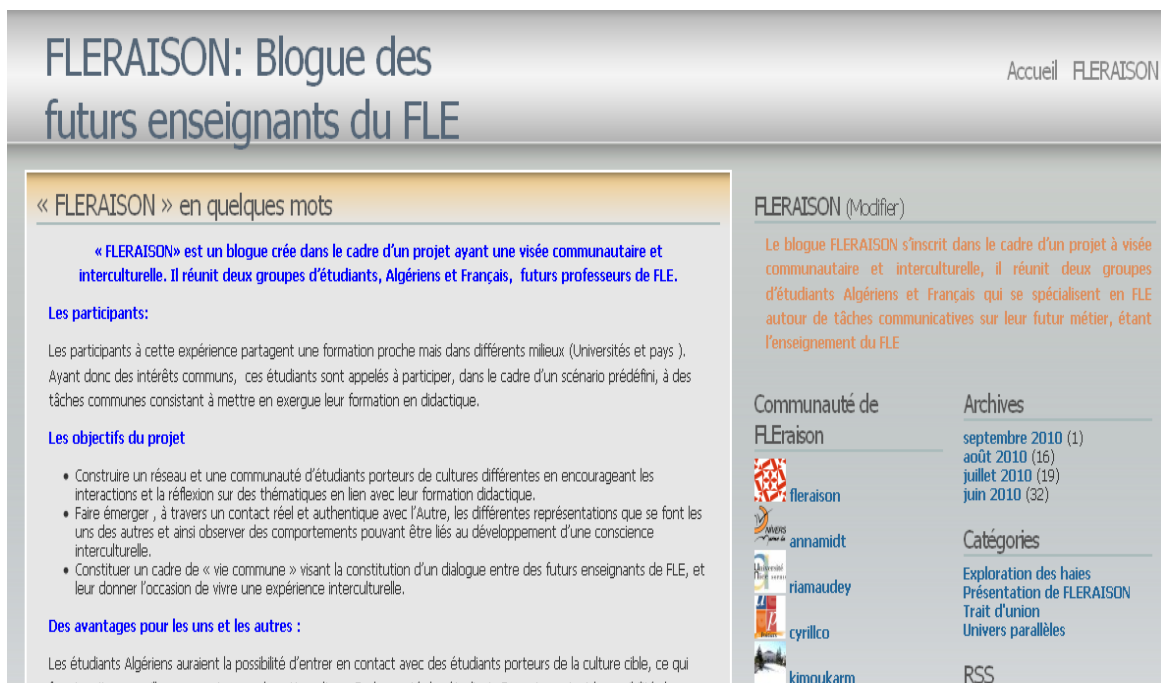 FLERAISON: Blogue des
futurs enseignants du FLE
Accueil FLERAISON
« FLERAISON » en quelques mots
« FLERAISON» est un blogue crée dans le cadre d'un projet ayant une visée communautaire et
interculturelle. Il réunit deux groupes d'étudiants, Algériens et Français, futurs professeurs de FLE.
Les participants:
Les participants à cette expérience partagent une formation proche mais dans différents milieux (Universités et pays ).
Ayant donc des intérêts communs, ces étudiants sont appelés à participer, dans le cadre d'un scénario prédéfini, à des
tâches communes consistant à mettre en exergue leur formation en didactique.
Les objectifs du projet
• Construire un réseau et une communauté d'étudiants porteurs de cultures différentes en encourageant les
interactions et la réflexion sur des thématiques en lien avec leur formation didactique.
• Faire émerger , à travers un contact réel et authentique avec l'Autre, les différentes représentations que se font les
uns des autres et ainsi observer des comportements pouvant être liés au développement d'une conscience
interculturelle.
• Constituer un cadre de « vie commune » visant la constitution d'un dialogue entre des futurs enseignants de FLE, et
leur donner l'occasion de vivre une expérience interculturelle.
Des avantages pour les uns et les autres :
Les étudiants Algériens auraient la possibilité d'entrer en contact avec des étudiants porteurs de la culture cible, ce qui
FLERAISON (Modifier)
Le blogue FLERAISON s'inscrit dans le cadre d'un projet à visée
communautaire et interculturelle, il réunit deux groupes
d'étudiants Algériens et Français qui se spécialisent en FLE
autour de tâches communicatives sur leur futur métier, étant
l'enseignement du FLE
Communauté de
FLEraison
fleraison
annamidt
riamaudey
cyrillco
kimoukarm
Archives
septembre 2010 (1)
août 2010 (16)
juillet 2010 (19)
juin 2010 (32)
Catégories
Exploration des haies
Présentation de FLERAISON
Trait d'union
Univers parallèles
RSS